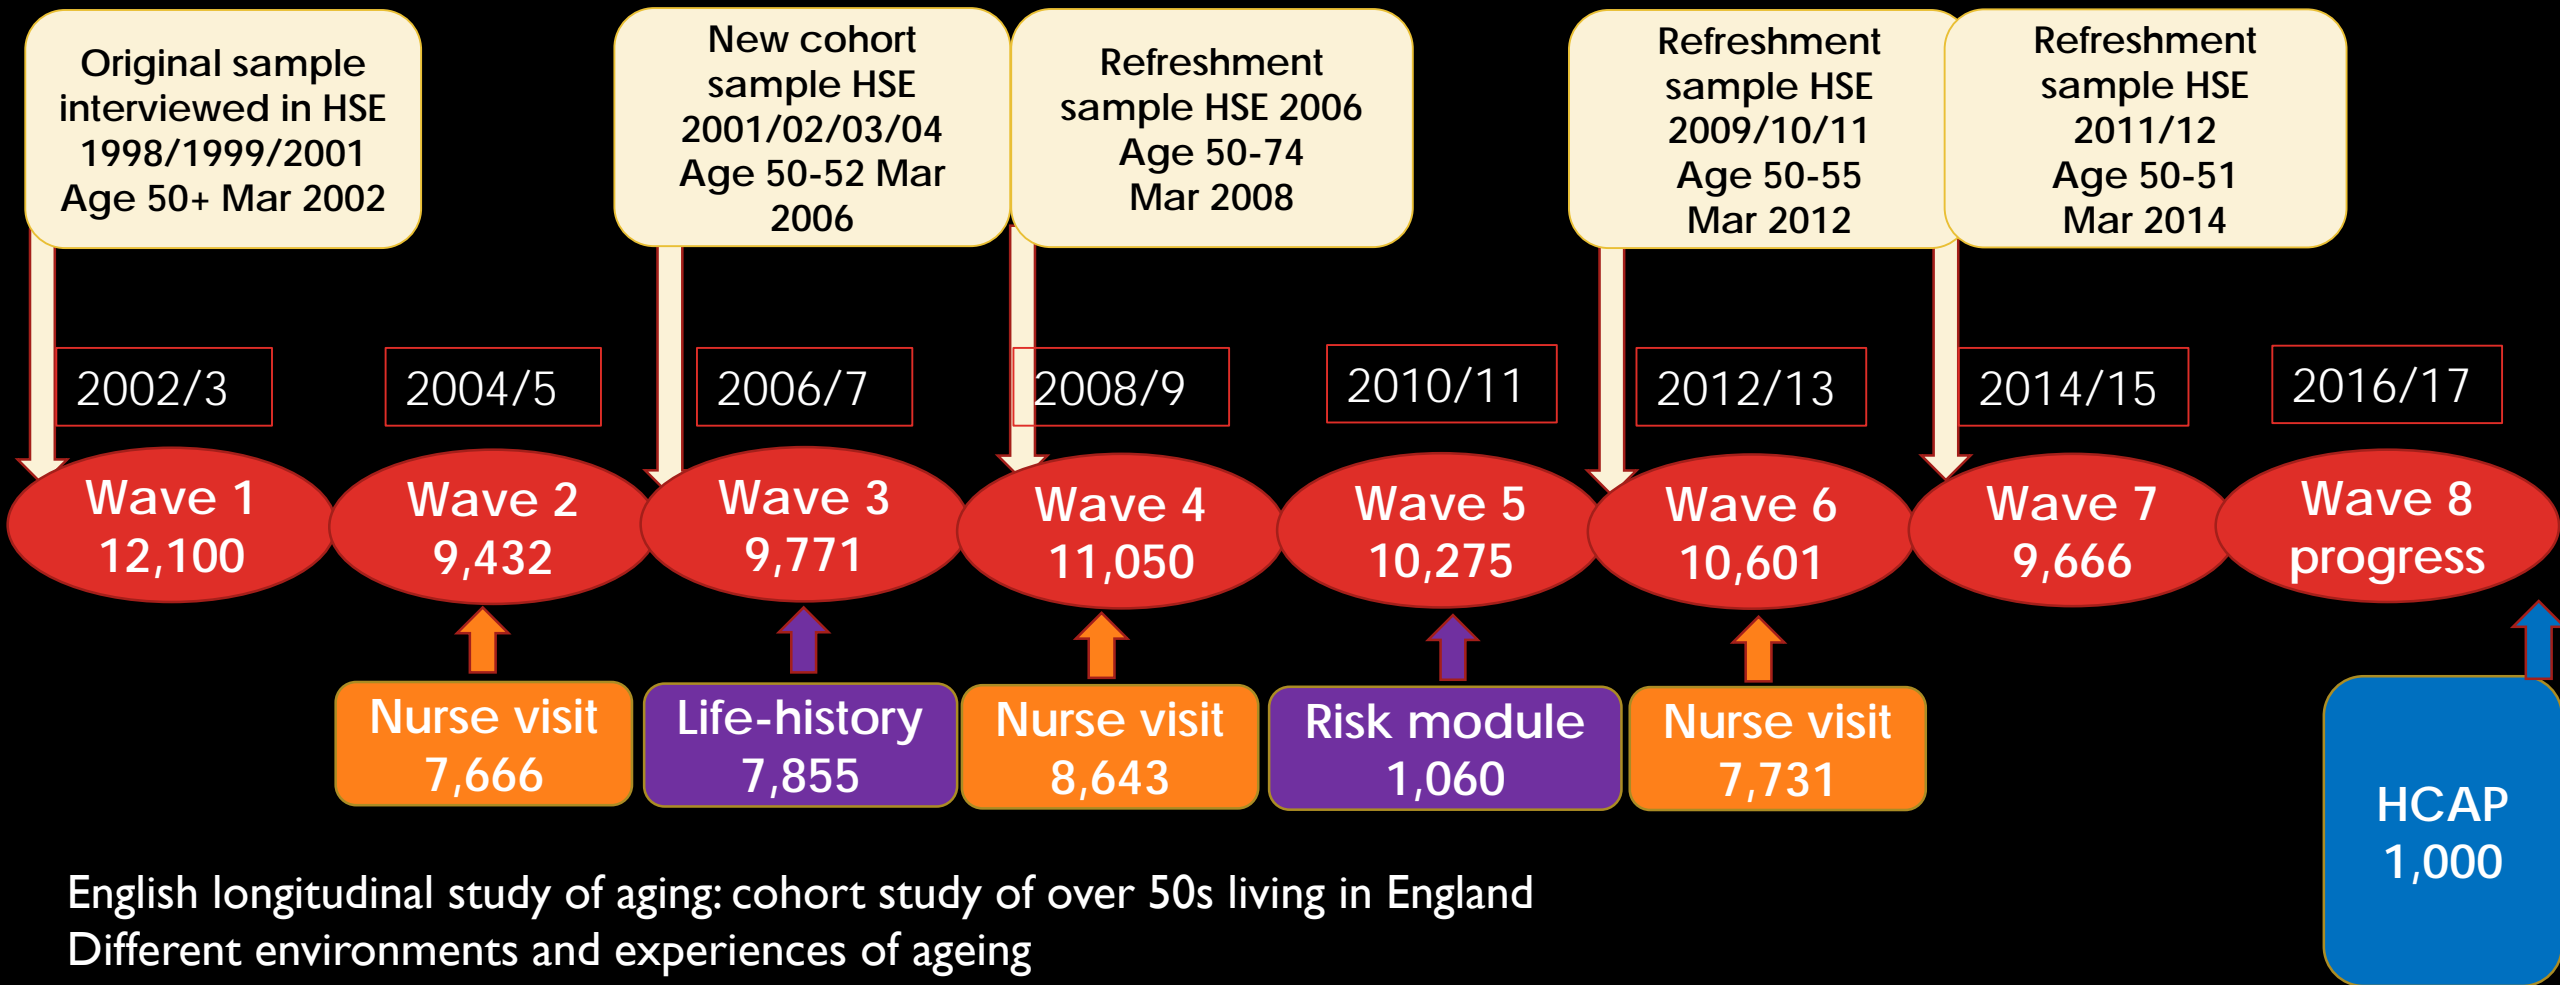 Original sample
interviewed in HSE
1998/1999/2001
Age 50+ Mar 2002
New cohort
sample HSE
2001/02/03/04
Age 50-52 Mar
2006
Refreshment
sample HSE 2006
Age 50-74
Mar 2008
Refreshment
sample HSE
2009/10/11
Age 50-55
Mar 2012
Refreshment
sample HSE
2011/12
Age 50-51
Mar 2014
2002/3
2004/5
2006/7
2008/9
2010/11
2012/13
2014/15
2016/17
Wave 1
12,100
Wave 2
9,432
Wave 3
9,771
Wave 4
11,050
Wave 5
10,275
Wave 6
10,601
Wave 7
9,666
Wave 8
progress
Nurse visit
7,666
Life-history
7,855
Nurse visit
8,643
Risk module
1,060
Nurse visit
7,731
HCAP
1,000
English longitudinal study of aging: cohort study of over 50s living in England
Different environments and experiences of ageing